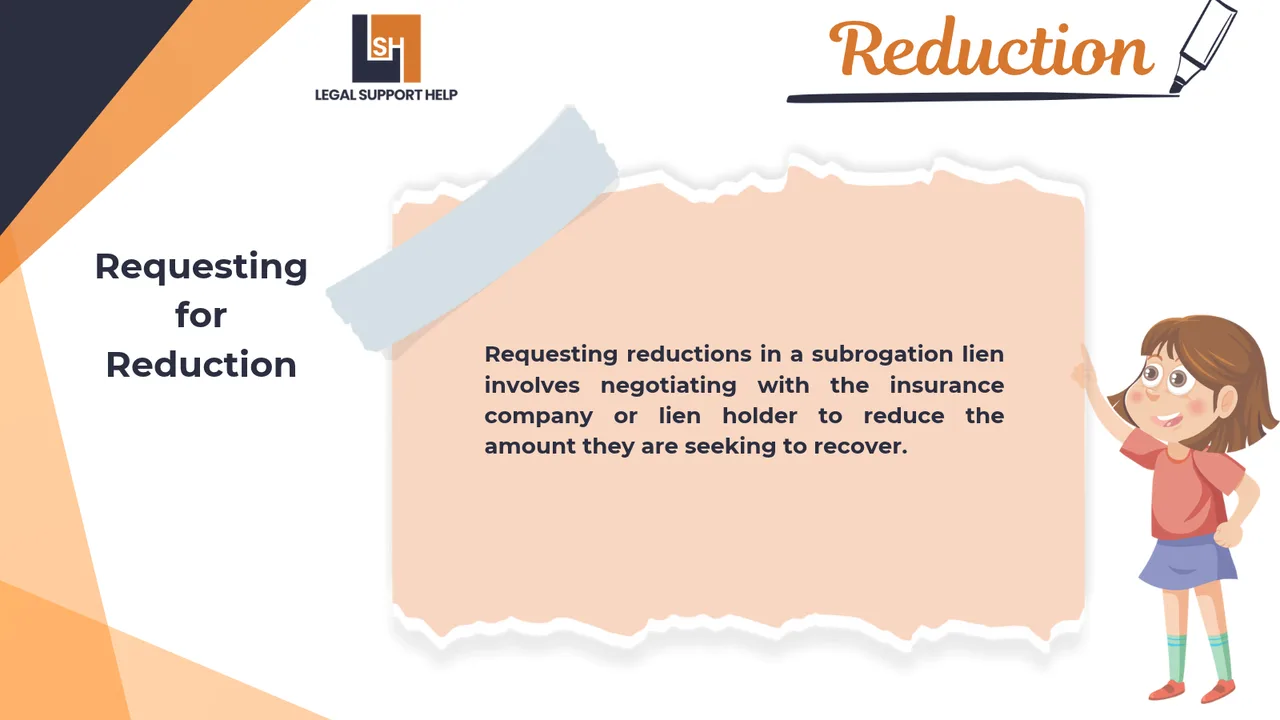 SH
LEGAL SUPPORT HELP
Reduction
Requesting
for
Reduction
Requesting reductions in a subrogation lien
involves negotiating with the insurance
company or lien holder to reduce the
amount they are seeking to recover.